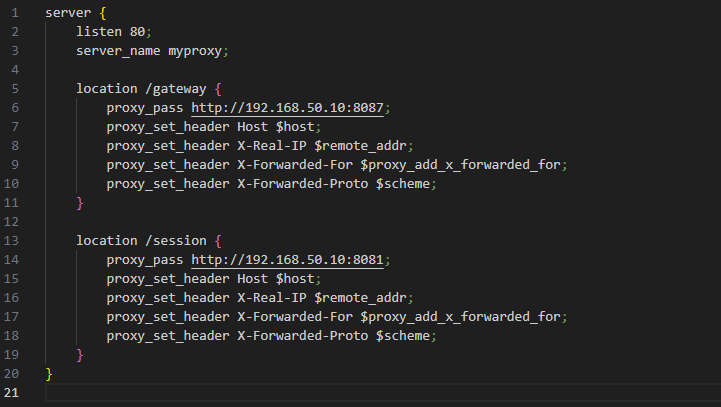 1 server {
2     listen 80;
3     server_name myproxy;
4
5     location /gateway {
6         proxy_pass http://192.168.50.10:8087;
7         proxy_set_header Host $host;
8         proxy_set_header X-Real-IP $remote_addr;
9         proxy_set_header X-Forwarded-For $proxy_add_x_forwarded_for;
10         proxy_set_header X-Forwarded-Proto $scheme;
11     }
12
13     location /session {
14         proxy_pass http://192.168.50.10:8081;
15         proxy_set_header Host $host;
16         proxy_set_header X-Real-IP $remote_addr;
17         proxy_set_header X-Forwarded-For $proxy_add_x_forwarded_for;
18         proxy_set_header X-Forwarded-Proto $scheme;
19     }
20 }
21